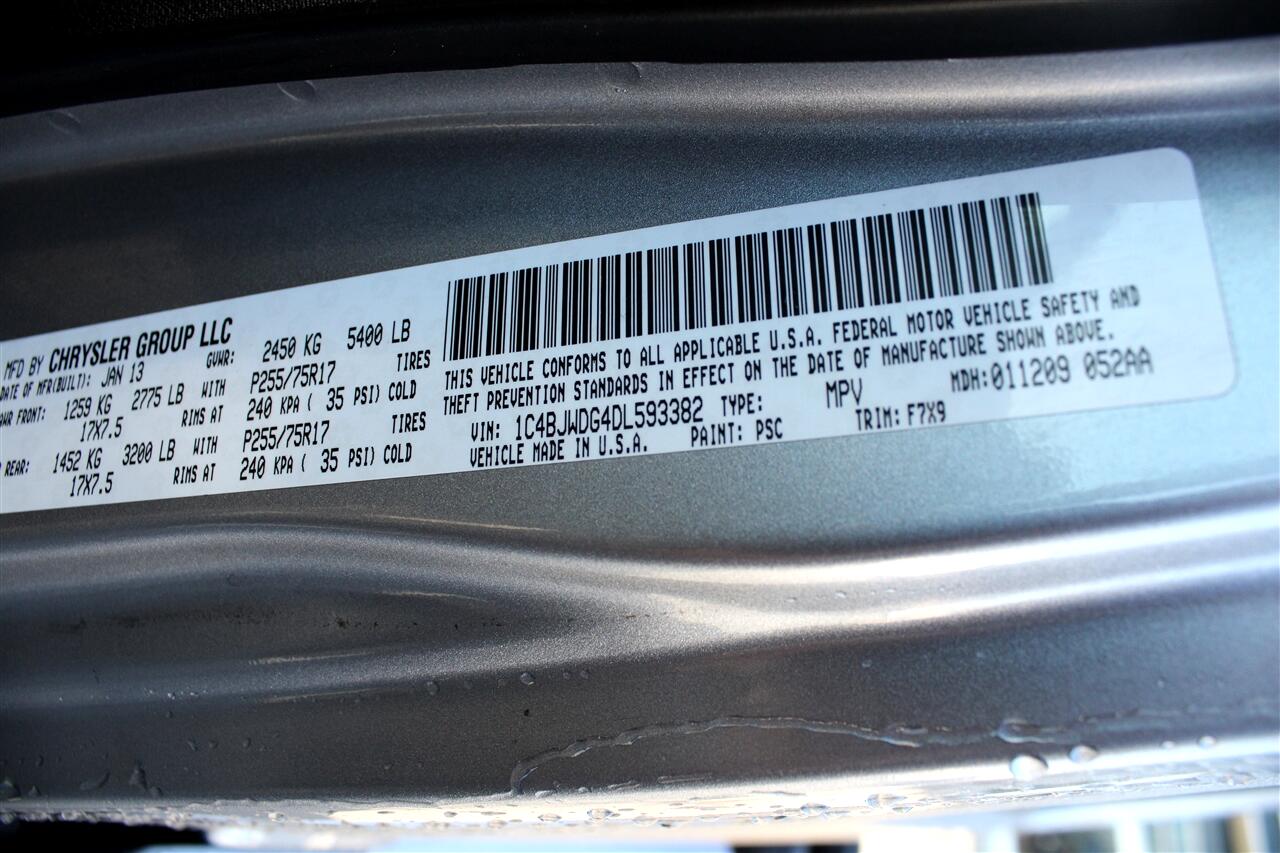 MFD BY CHRYSLER GROUP LLC
DATE OF MFR(BUILT): JAN 13 GVWR: 2450 KG 5400 LB
FRONT: 1259 KG 2775 LB WITH P255/75R17 TIRES
17X7.5 RIMS AT 240 KPA ( 35 PSI) COLD
REAR: 1452 KG 3200 LB WITH P255/75R17 TIRES
17X7.5 RIMS AT 240 KPA ( 35 PSI) COLD
THIS VEHICLE CONFORMS TO ALL APPLICABLE U.S.A. FEDERAL MOTOR VEHICLE SAFETY AND
THEFT PREVENTION STANDARDS IN EFFECT ON THE DATE OF MANUFACTURE SHOWN ABOVE.
VIN: 1C4BJWDG4DL593382 TYPE: MPV MDH:011209 052AA
VEHICLE MADE IN U.S.A. PAINT: PSC TRIM: F7X9